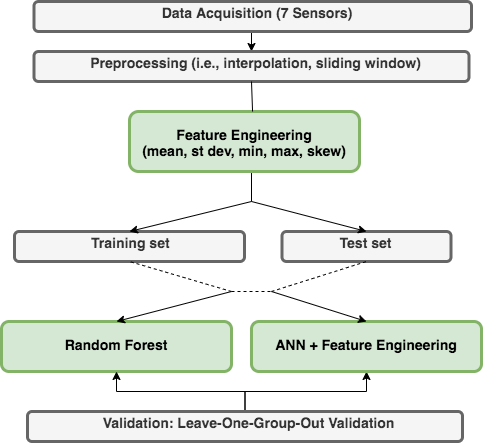 Data Acquisition (7 Sensors)
Preprocessing (i.e., interpolation, sliding window)
Feature Engineering
(mean, st dev, min, max, skew)
Training set
Test set
Random Forest
ANN + Feature Engineering
Validation: Leave-One-Group-Out Validation